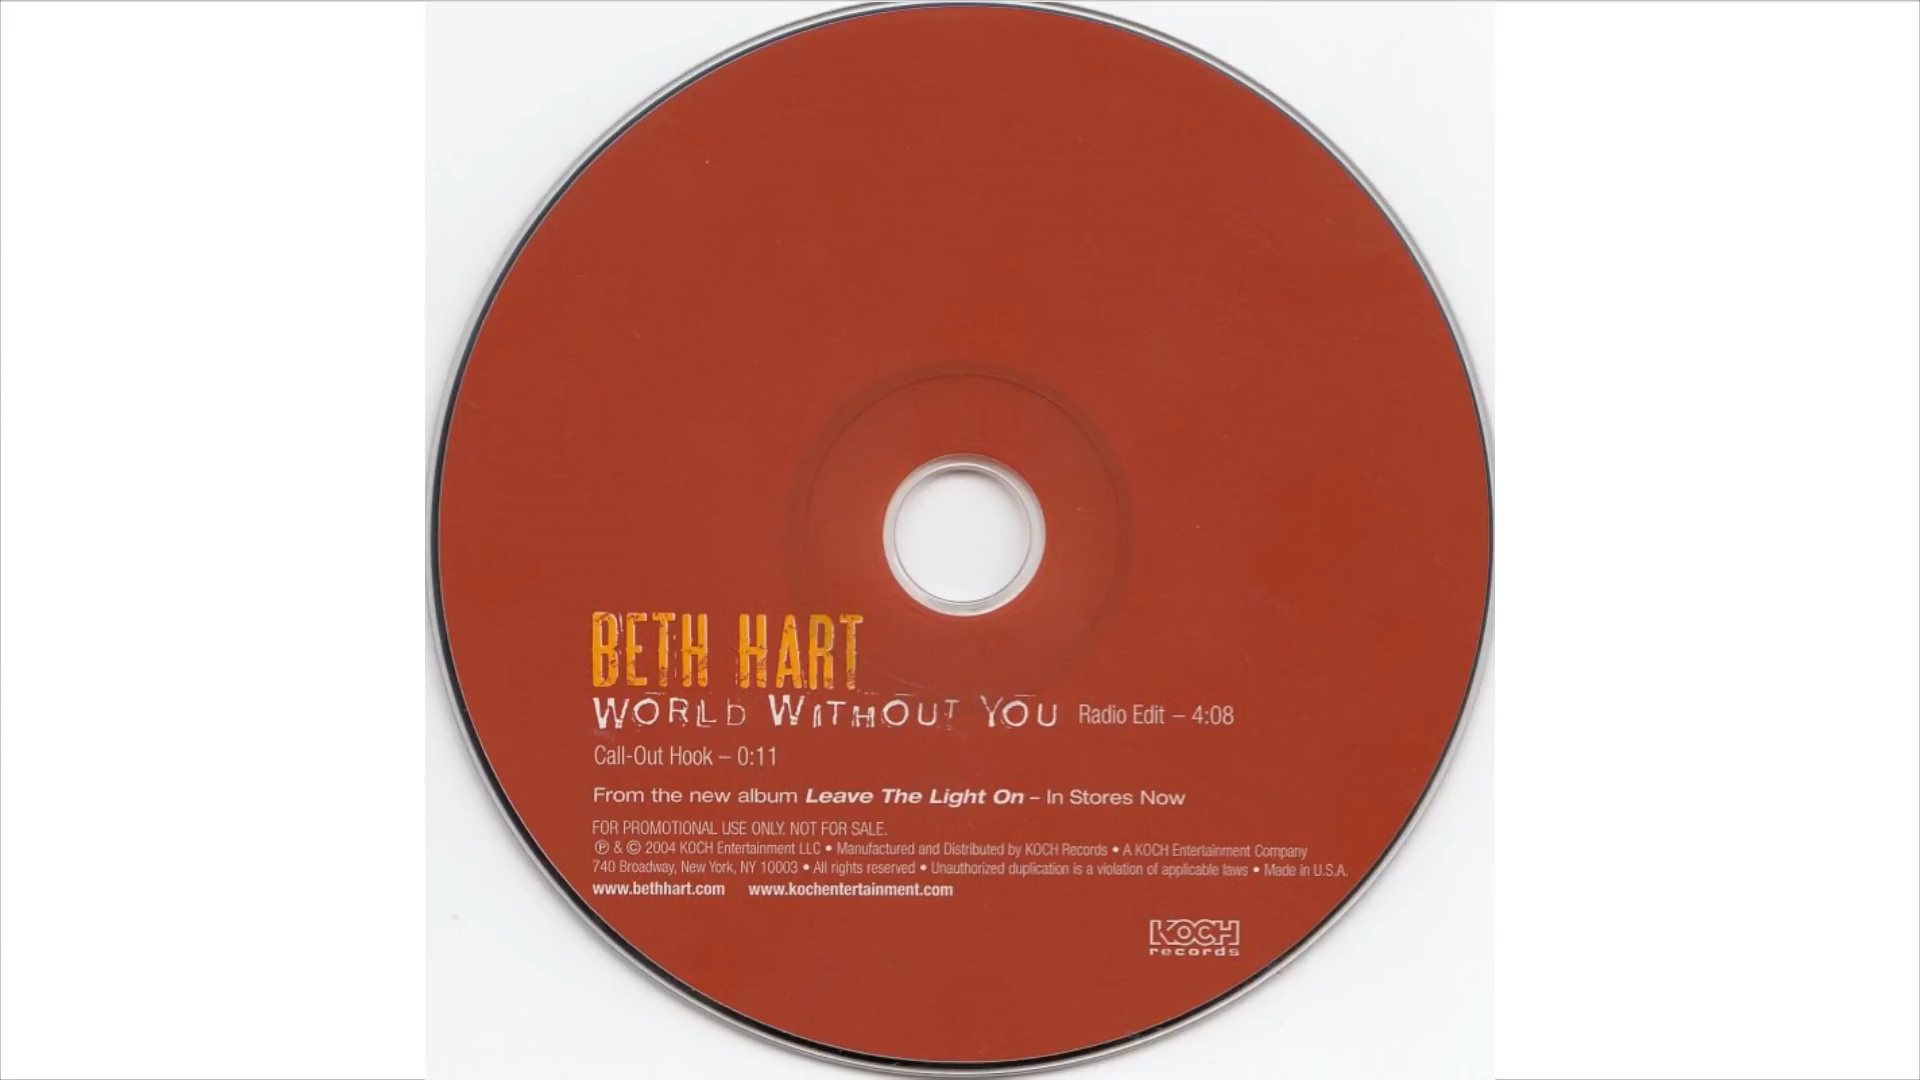 BETH HART
WORLD WITHOUT YOU Radio Edit – 4:08
Call-Out Hook – 0:11
From the new album Leave The Light On – In Stores Now
FOR PROMOTIONAL USE ONLY. NOT FOR SALE.
℗ & © 2004 KOCH Entertainment LLC • Manufactured and Distributed by KOCH Records • A KOCH Entertainment Company
740 Broadway, New York, NY 10003 • All rights reserved • Unauthorized duplication is a violation of applicable laws • Made in U.S.A.
www.bethhart.com www.kochentertainment.com
KOCH
records